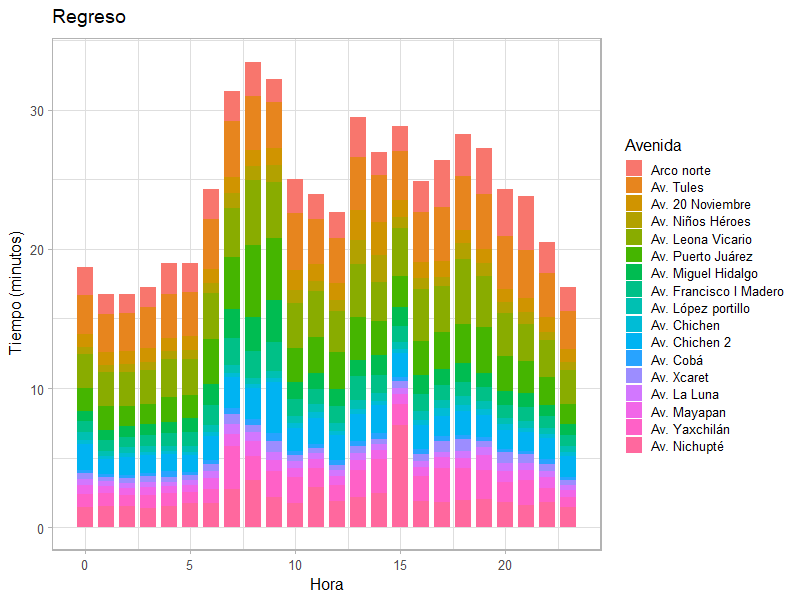 Regreso
Tiempo (minutos)
30
20
10
0
0
5
10
15
20
Hora
Avenida
Arco norte
Av. Tules
Av. 20 Noviembre
Av. Niños Héroes
Av. Leona Vicario
Av. Puerto Juárez
Av. Miguel Hidalgo
Av. Francisco I Madero
Av. López portillo
Av. Chichen
Av. Chichen 2
Av. Cobá
Av. Xcaret
Av. La Luna
Av. Mayapan
Av. Yaxchilán
Av. Nichupté